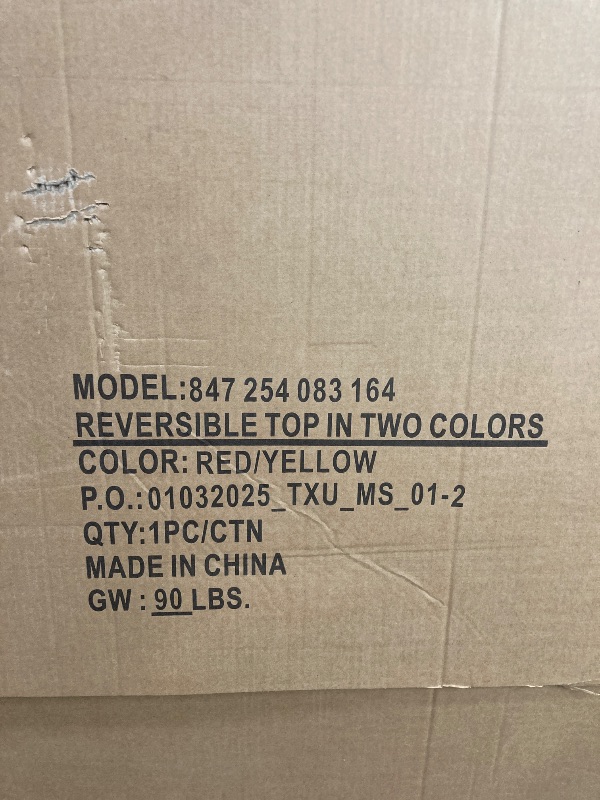 MODEL:847 254 083 164
REVERSIBLE TOP IN TWO COLORS
COLOR: RED/YELLOW
P.O.:01032025_TXU_MS_01-2
QTY:1PC/CTN
MADE IN CHINA
GW : 90 LBS.